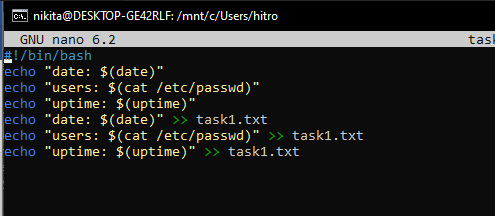 nikita@DESKTOP-GE42RLF: /mnt/c/Users/hitro
GNU nano 6.2 task
#!/bin/bash
echo "date: $(date)"
echo "users: $(cat /etc/passwd)"
echo "uptime: $(uptime)"
echo "date: $(date)" >> task1.txt
echo "users: $(cat /etc/passwd)" >> task1.txt
echo "uptime: $(uptime)" >> task1.txt